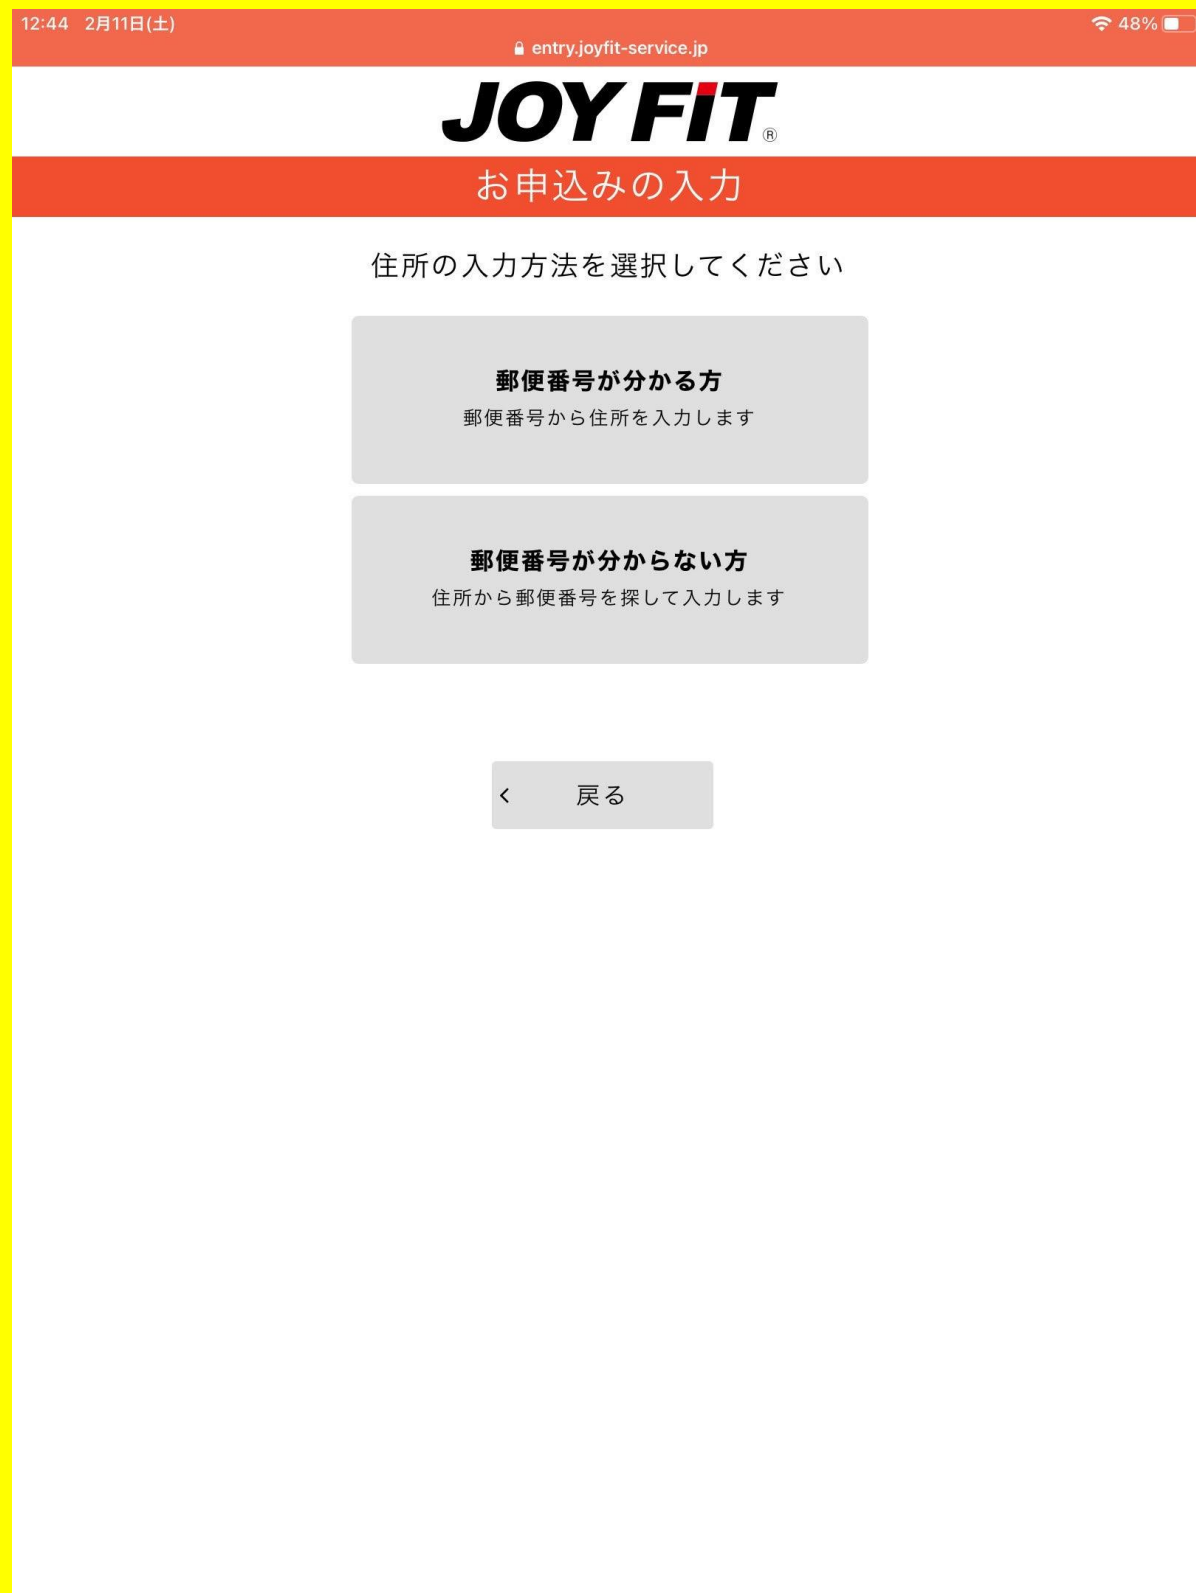 12:44 2月11日(土)
48%
entry.joyfit-service.jp
JOYFIT®
お申込みの入力
住所の入力方法を選択してください
郵便番号が分かる方
郵便番号から住所を入力します
郵便番号が分からない方
住所から郵便番号を探して入力します
< 戻る